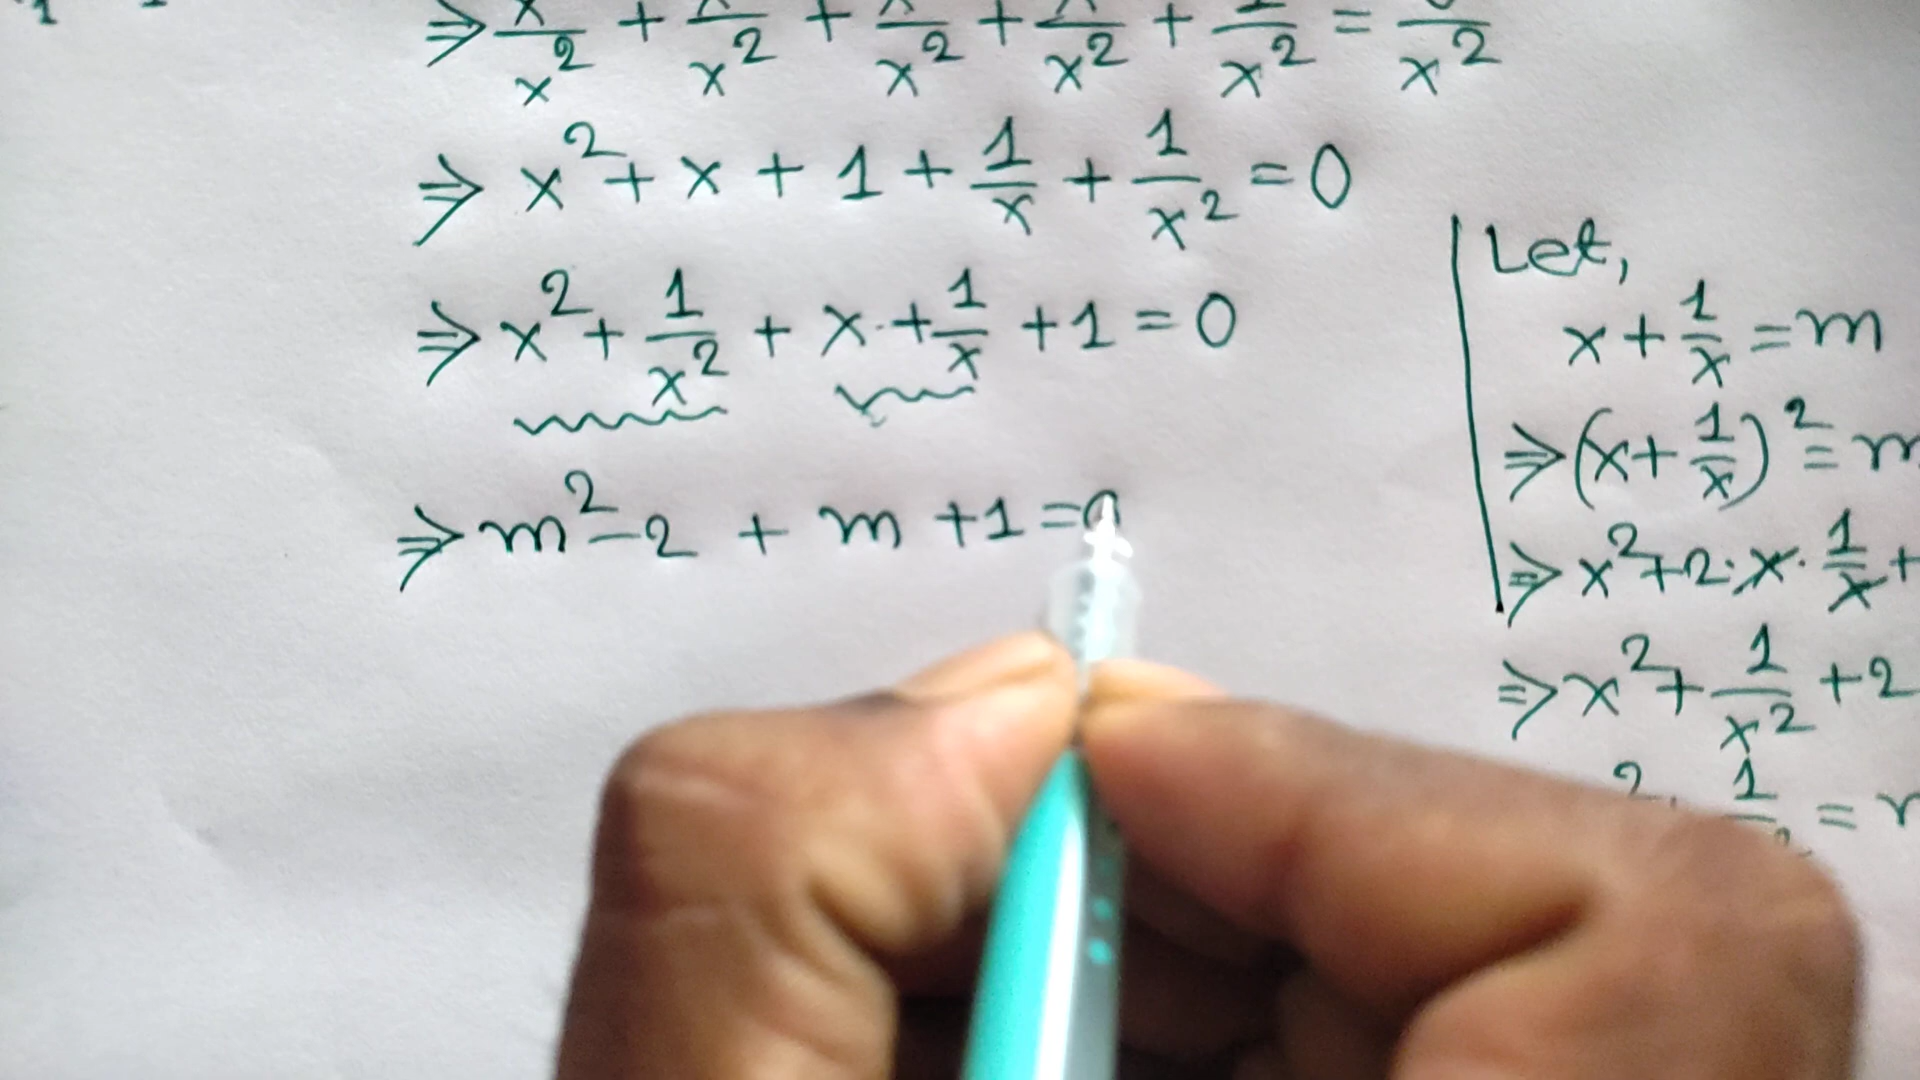 ⇒ x/x² + x/x² + x/x² + x/x² + 1/x² = 0/x²
⇒ x² + x + 1 + 1/x + 1/x² = 0
⇒ x² + 1/x² + x + 1/x + 1 = 0
⇒ m² - 2 + m + 1 = 0
Let,
x + 1/x = m
⇒ (x + 1/x)² = m
⇒ x² + 2·x·1/x +
⇒ x² + 1/x² + 2